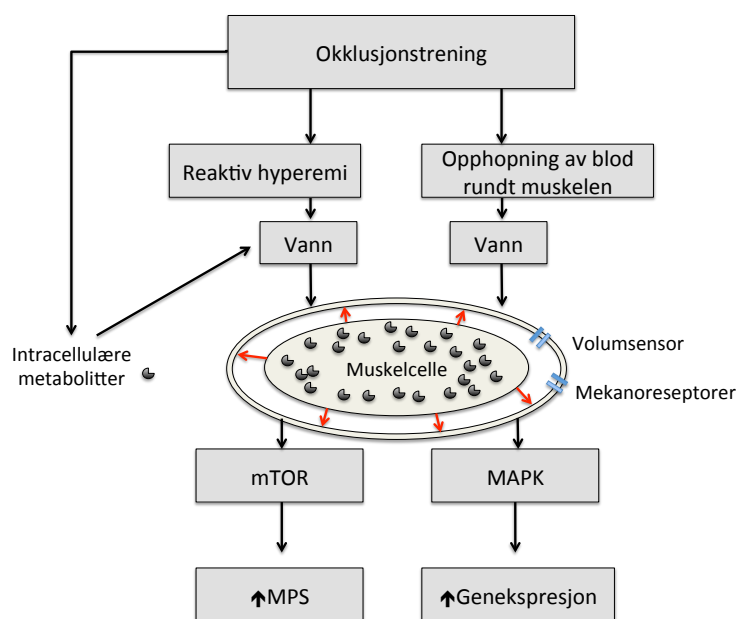 Okklusjonstrening
Reaktiv hyperemi
Opphopning av blod
rundt muskelen
Vann
Vann
Intracellulære
metabolitter
Muskelcelle
Volumsensor
Mekanoreseptorer
mTOR
MAPK
↑MPS
↑Genekspresjon